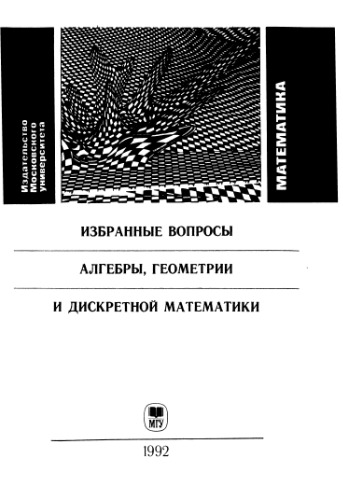 Издательство
Московского
университета
МАТЕМАТИКА
ИЗБРАННЫЕ ВОПРОСЫ
АЛГЕБРЫ, ГЕОМЕТРИИ
И ДИСКРЕТНОЙ МАТЕМАТИКИ
МГУ
1992